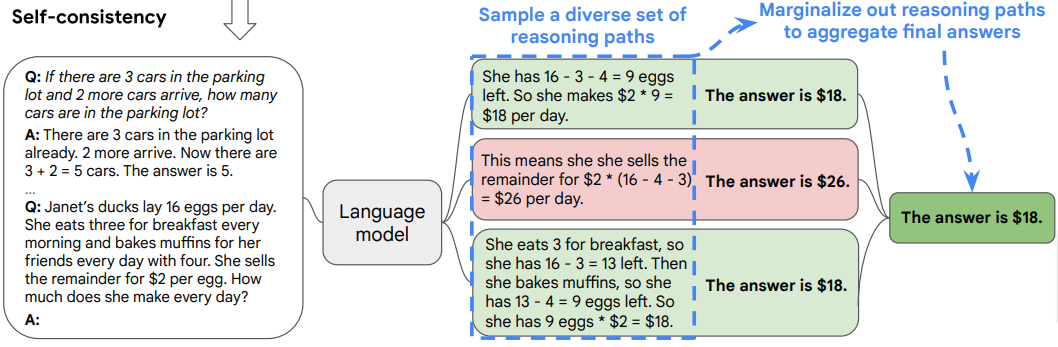 Self-consistency
Q: If there are 3 cars in the parking
lot and 2 more cars arrive, how many
cars are in the parking lot?
A: There are 3 cars in the parking lot
already. 2 more arrive. Now there are
3 + 2 = 5 cars. The answer is 5.
...
Q: Janet's ducks lay 16 eggs per day.
She eats three for breakfast every
morning and bakes muffins for her
friends every day with four. She sells
the remainder for $2 per egg. How
much does she make every day?
A:
Language
model
Sample a diverse set of
reasoning paths
She has 16 - 3 - 4 = 9 eggs
left. So she makes $2 * 9 =
$18 per day.
The answer is $18.
This means she she sells the
remainder for $2 * (16 - 4 - 3)
= $26 per day.
The answer is $26.
She eats 3 for breakfast, so
she has 16 - 3 = 13 left. Then
she bakes muffins, so she
has 13 - 4 = 9 eggs left. So
she has 9 eggs * $2 = $18.
The answer is $18.
Marginalize out reasoning paths
to aggregate final answers
The answer is $18.